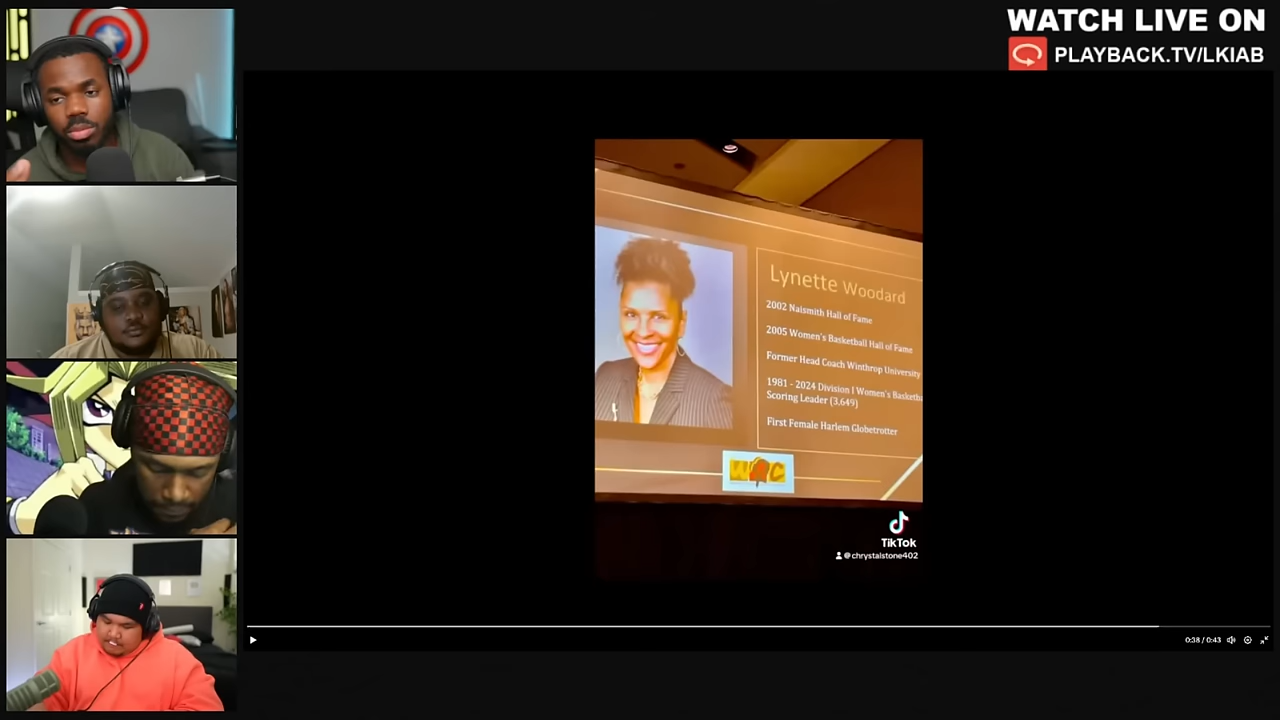 WATCH LIVE ON
PLAYBACK.TV/LKIAB
Lynette Woodard
2002 Naismith Hall of Fame
2005 Women's Basketball Hall of Fame
Former Head Coach Winthrop University
1981 - 2024 Division I Women's
Scoring Leader (3,649)
First Female Harlem Globetrotter
TikTok
@chrystalstone402
0:38 / 0:43